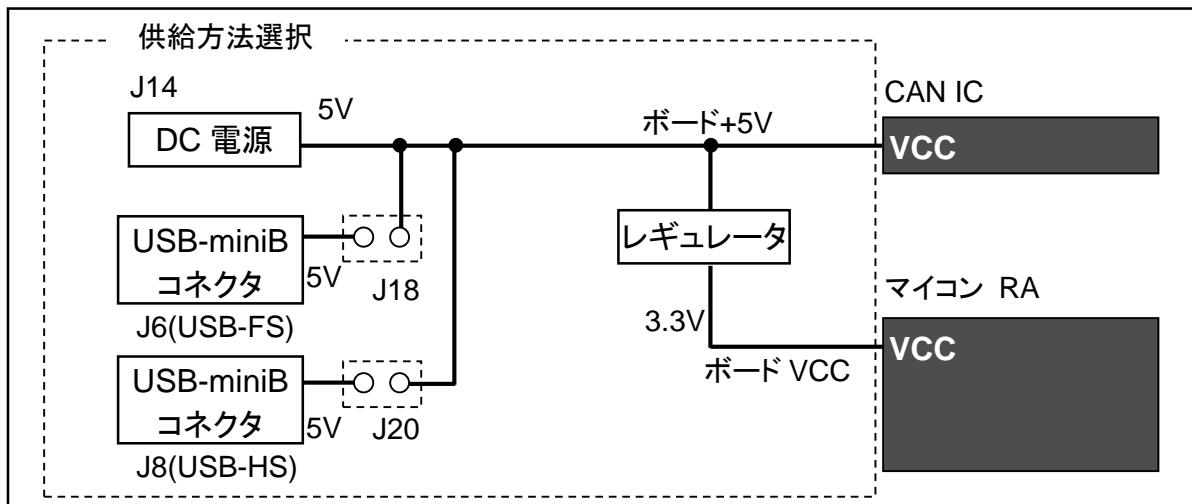 供給方法選択
J14
5V
DC 電源
ボード+5V
CAN IC
VCC
USB-miniB
コネクタ
5V
J18
J6(USB-FS)
レギュレータ
3.3V
ボード VCC
マイコン RA
VCC
USB-miniB
コネクタ
5V
J20
J8(USB-HS)